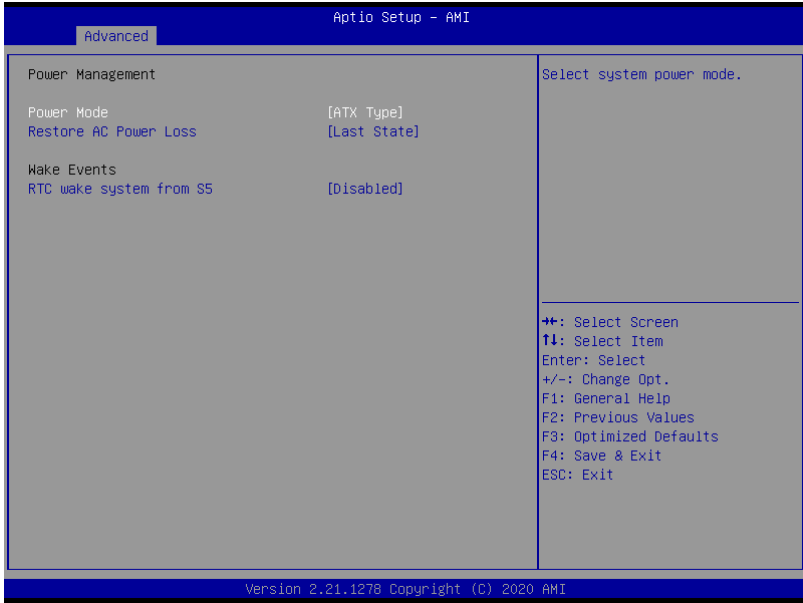 Aptio Setup – AMI
Advanced
Power Management
Power Mode [ATX Type]
Restore AC Power Loss [Last State]
Wake Events
RTC wake system from S5 [Disabled]
Select system power mode.
→←: Select Screen
↑↓: Select Item
Enter: Select
+/-: Change Opt.
F1: General Help
F2: Previous Values
F3: Optimized Defaults
F4: Save & Exit
ESC: Exit
Version 2.21.1278 Copyright (C) 2020 AMI